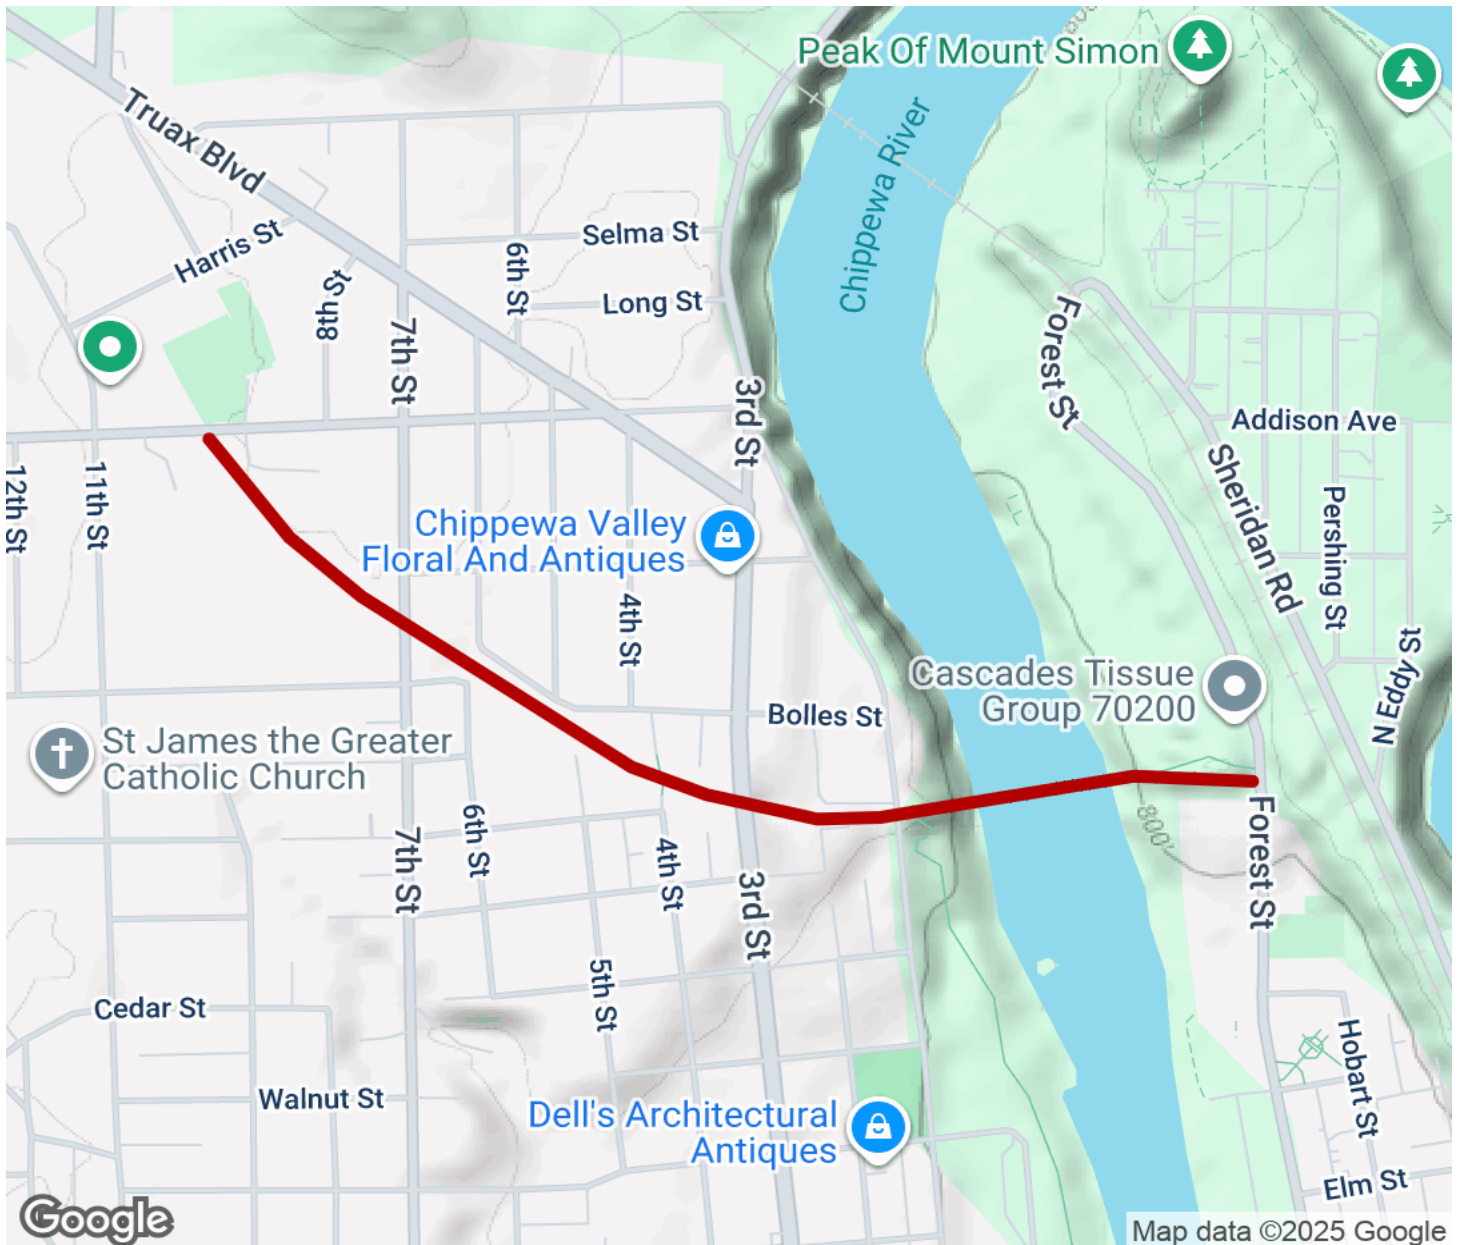 Peak Of Mount Simon
Truax Blvd
Chippewa River
Harris St
Selma St
6th St
8th St
Long St
Forest St
7th St
3rd St
Addison Ave
Sheridan Rd
12th St
11th St
Pershing St
Chippewa Valley
Floral And Antiques
4th St
N Eddy St
Cascades Tissue
Group 70200
Bolles St
St James the Greater
Catholic Church
800'
800'
6th St
7th St
4th St
3rd St
Forest St
5th St
Cedar St
Hobart St
Walnut St
Dell's Architectural
Antiques
Elm St
Google
Map data ©2025 Google